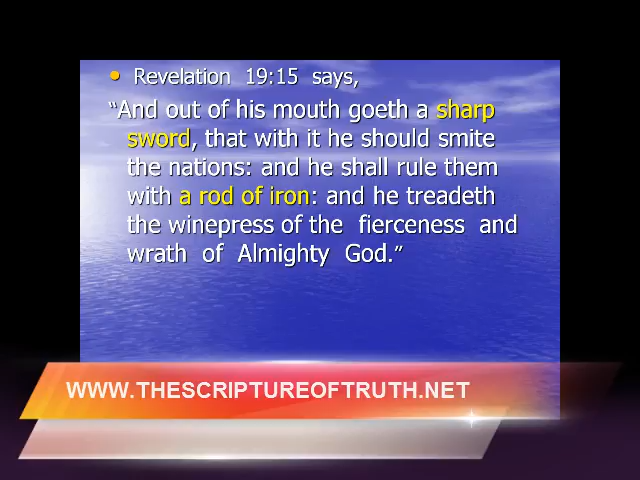 • Revelation 19:15 says,
“And out of his mouth goeth a sharp
sword, that with it he should smite
the nations: and he shall rule them
with a rod of iron: and he treadeth
the winepress of the fierceness and
wrath of Almighty God.”
WWW.THESCRIPTUREOFTRUTH.NET